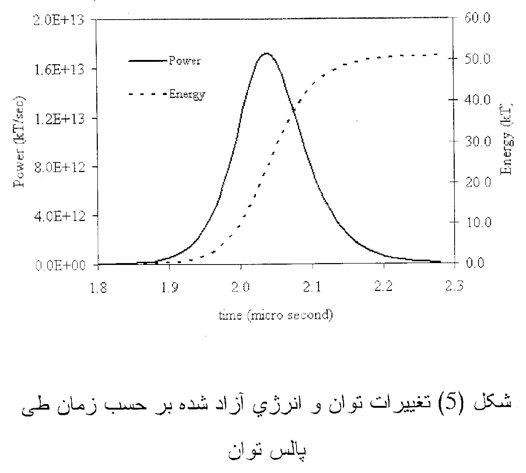 2.0E+13
1.6E+13
1.2E+13
8.0E+12
4.0E+12
0.0E+00
Power (kT/sec)
Power
Energy
60.0
50.0
40.0
30.0
20.0
10.0
0.0
Energy (kT)
1.8 1.9 2.0 2.1 2.2 2.3
time (micro second)
شكل (5) تغييرات توان و انرژي آزاد شده بر حسب زمان طى
پالس توان